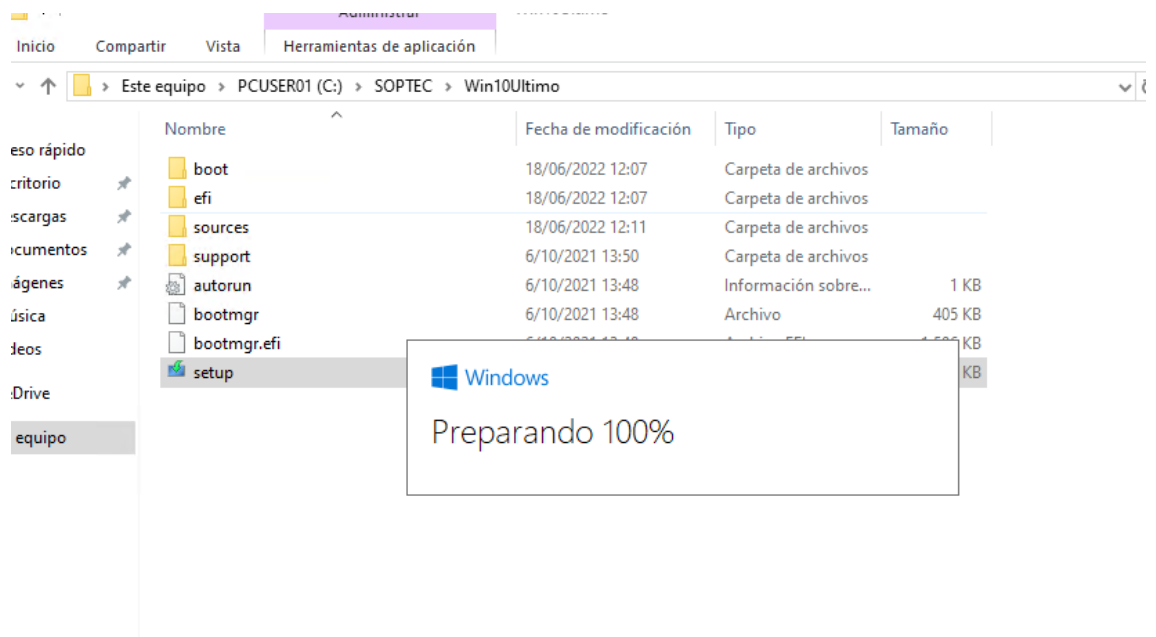 Inicio Compartir Vista Herramientas de aplicación
Este equipo > PCUSER01 (C:) > SOPTEC > Win10Ultimo
Nombre Fecha de modificación Tipo Tamaño
eso rápido
critorio
escargas
ocumentos
ágenes
úsica
deos
eDrive
equipo
boot 18/06/2022 12:07 Carpeta de archivos
efi 18/06/2022 12:07 Carpeta de archivos
sources 18/06/2022 12:11 Carpeta de archivos
support 6/10/2021 13:50 Carpeta de archivos
autorun 6/10/2021 13:48 Información sobre... 1 KB
bootmgr 6/10/2021 13:48 Archivo 405 KB
bootmgr.efi KB
setup KB
Windows
Preparando 100%